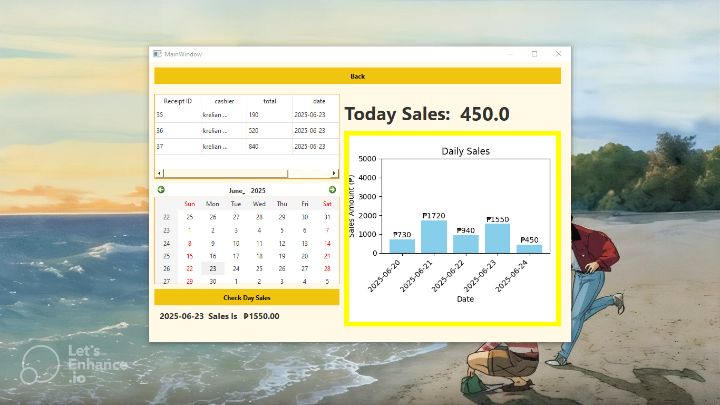 MainWindow
Back
Receipt ID cashier total date
35 krelian ... 190 2025-06-23
36 krelian ... 520 2025-06-23
37 krelian ... 840 2025-06-23
June, 2025
Sun Mon Tue Wed Thu Fri Sat
22 25 26 27 28 29 30 31
23 1 2 3 4 5 6 7
24 8 9 10 11 12 13 14
25 15 16 17 18 19 20 21
26 22 23 24 25 26 27 28
27 29 30 1 2 3 4 5
Check Day Sales
2025-06-23 Sales Is ₱1550.00
Today Sales: 450.0
Daily Sales
Sales Amount (₱)
5000
4000
3000
2000
1000
0
₱730
₱1720
₱940
₱1550
₱450
2025-06-20
2025-06-21
2025-06-22
2025-06-23
2025-06-24
Date
Let's
Enhance
.io